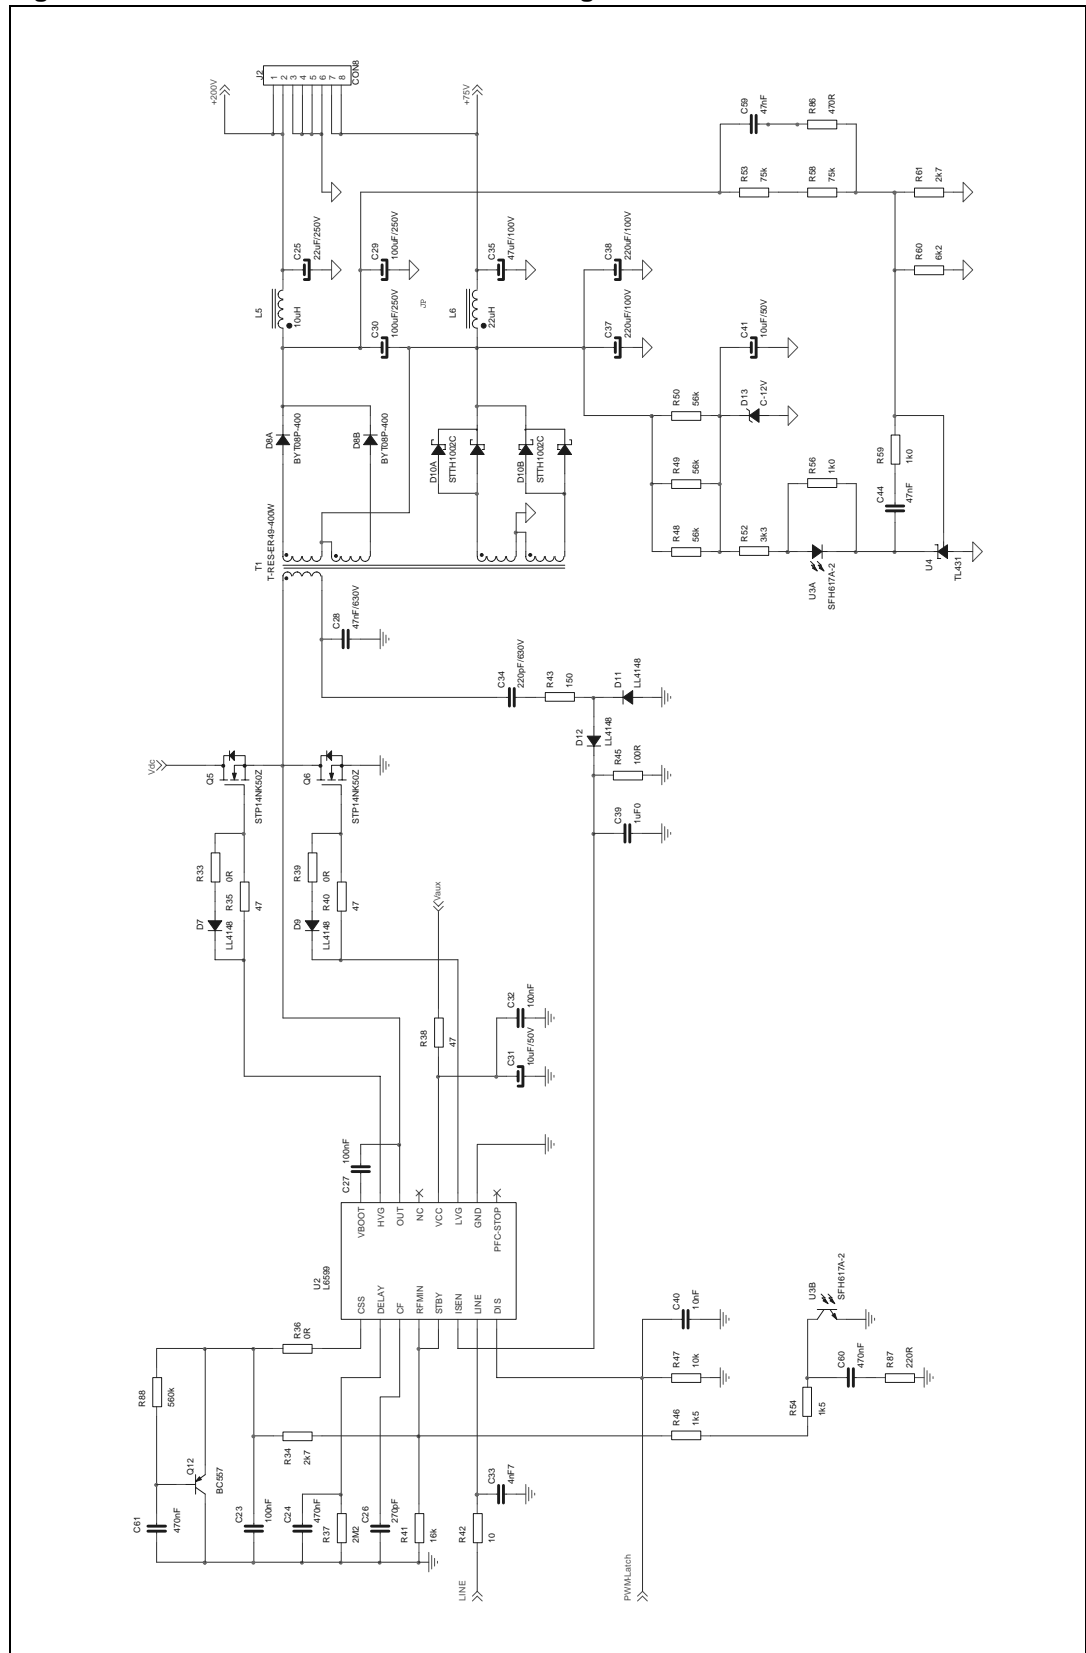 J2
CON8
1
2
3
4
5
6
7
8
+200V
+75V
C59
47nF
R86
470R
R53
75k
R58
75k
R61
2k7
R60
6k2
L5
10uH
C25
22uF/250V
C29
100uF/250V
C30
100uF/250V
JP
L6
22uH
C35
47uF/100V
C38
220uF/100V
C37
220uF/100V
C41
10uF/50V
D13
C-12V
R50
56k
R49
56k
R48
56k
R52
3k3
R56
1k0
R59
1k0
C44
47nF
U3A
SFH617A-2
U4
TL431
D8A
BYT08P-400
D8B
BYT08P-400
D10A
STTH1002C
D10B
STTH1002C
T1
T-RES-ER49-400W
C28
47nF/630V
C34
220pF/630V
R43
150
D11
LL4148
D12
LL4148
R45
100R
C39
1uF0
Vdc
Q5
STP14NK50Z
Q6
STP14NK50Z
R33
0R
R35
47
D7
LL4148
R39
0R
R40
47
D9
LL4148
Vaux
R38
47
C32
100nF
C31
10uF/50V
C27
100nF
U2
L6599
VBOOT
HVG
OUT
NC
VCC
LVG
GND
PFC-STOP
CSS
DELAY
CF
RFMIN
STBY
ISEN
LINE
DIS
R36
0R
R88
560k
Q12
BC557
R34
2k7
C61
470nF
C23
100nF
C24
470nF
R37
2M2
C26
270pF
R41
16k
R42
10
C33
4nF7
LINE
PWM-Latch
C40
10nF
R47
10k
R46
1k5
U3B
SFH617A-2
R54
1k5
C60
470nF
R87
220R